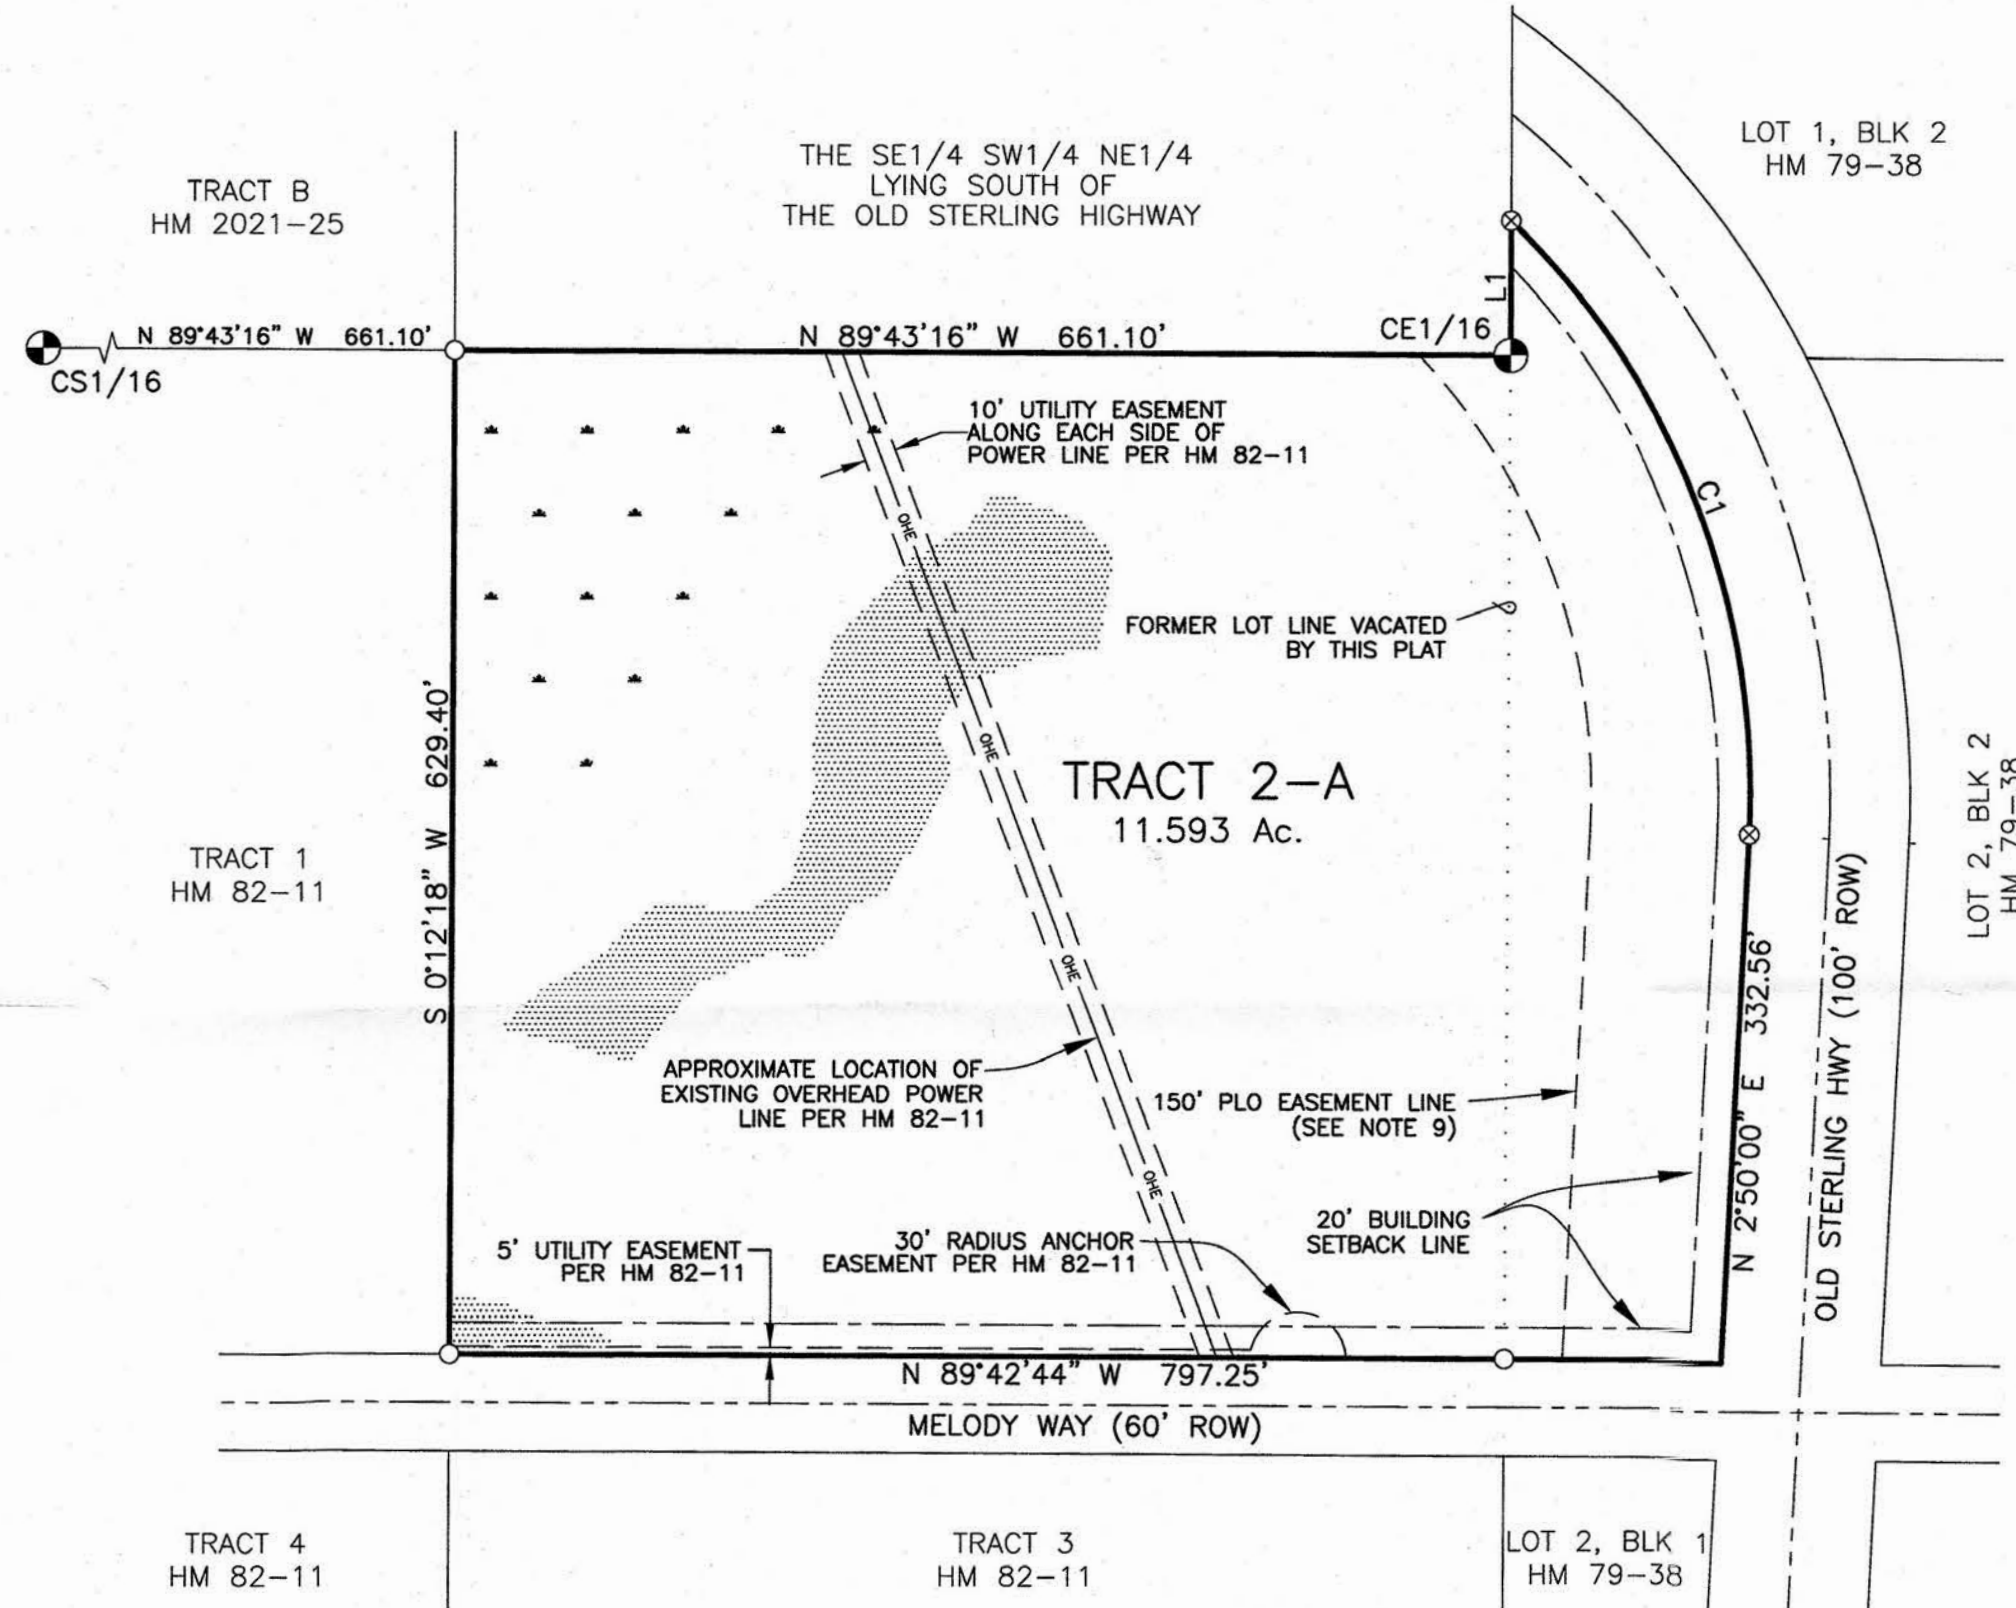 LOT 1, BLK 2
HM 79-38
THE SE1/4 SW1/4 NE1/4
LYING SOUTH OF
THE OLD STERLING HIGHWAY
TRACT B
HM 2021-25
L1
N 89°43'16" W 661.10'
CS1/16
N 89°43'16" W 661.10'
CE1/16
10' UTILITY EASEMENT
ALONG EACH SIDE OF
POWER LINE PER HM 82-11
C1
OHE
FORMER LOT LINE VACATED
BY THIS PLAT
OHE
TRACT 2-A
11.593 Ac.
S 0°12'18" W 629.40'
TRACT 1
HM 82-11
LOT 2, BLK 2
HM 79-38
OHE
N 2°50'00" E 332.56'
OLD STERLING HWY (100' ROW)
APPROXIMATE LOCATION OF
EXISTING OVERHEAD POWER
LINE PER HM 82-11
150' PLO EASEMENT LINE
(SEE NOTE 9)
OHE
20' BUILDING
SETBACK LINE
5' UTILITY EASEMENT
PER HM 82-11
30' RADIUS ANCHOR
EASEMENT PER HM 82-11
N 89°42'44" W 797.25'
MELODY WAY (60' ROW)
TRACT 4
HM 82-11
TRACT 3
HM 82-11
LOT 2, BLK 1
HM 79-38